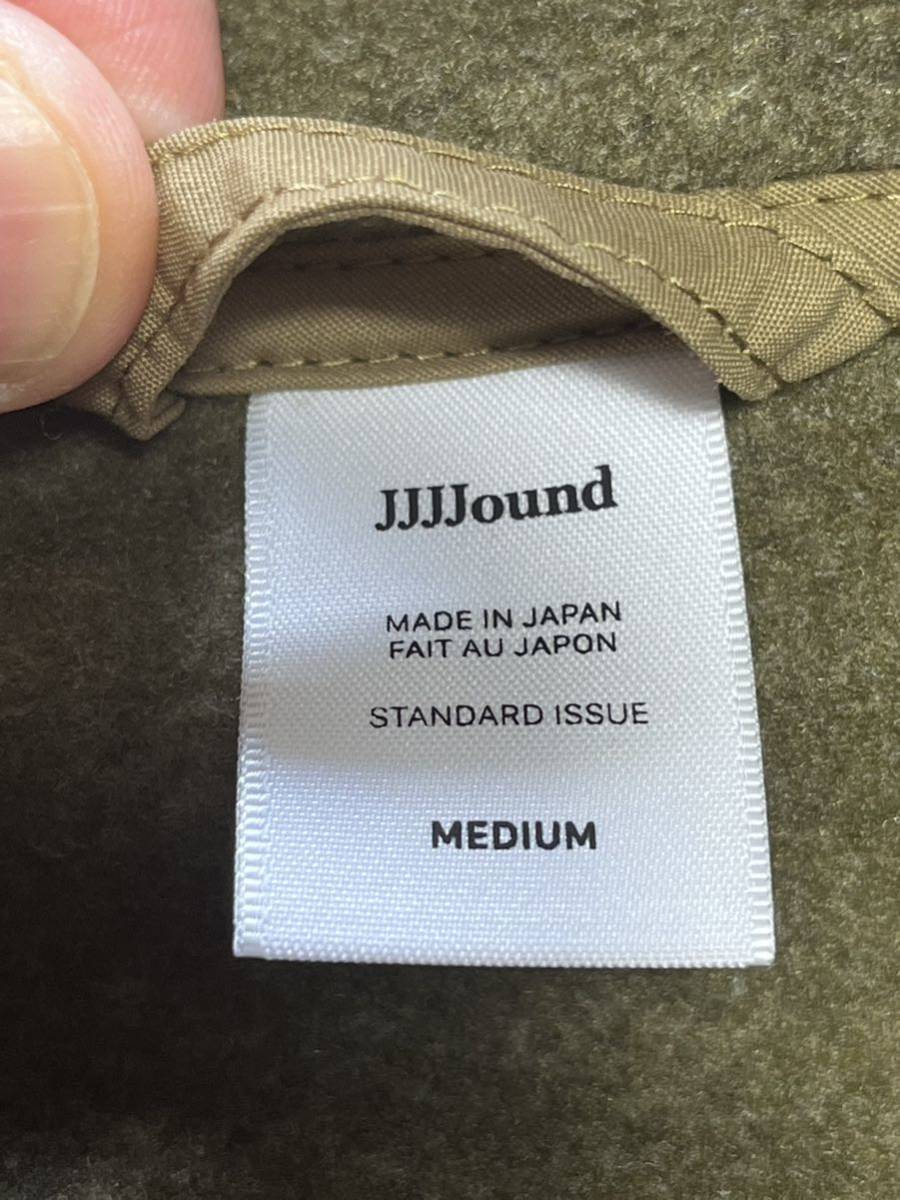 JJJJound
MADE IN JAPAN
FAIT AU JAPON
STANDARD ISSUE
MEDIUM